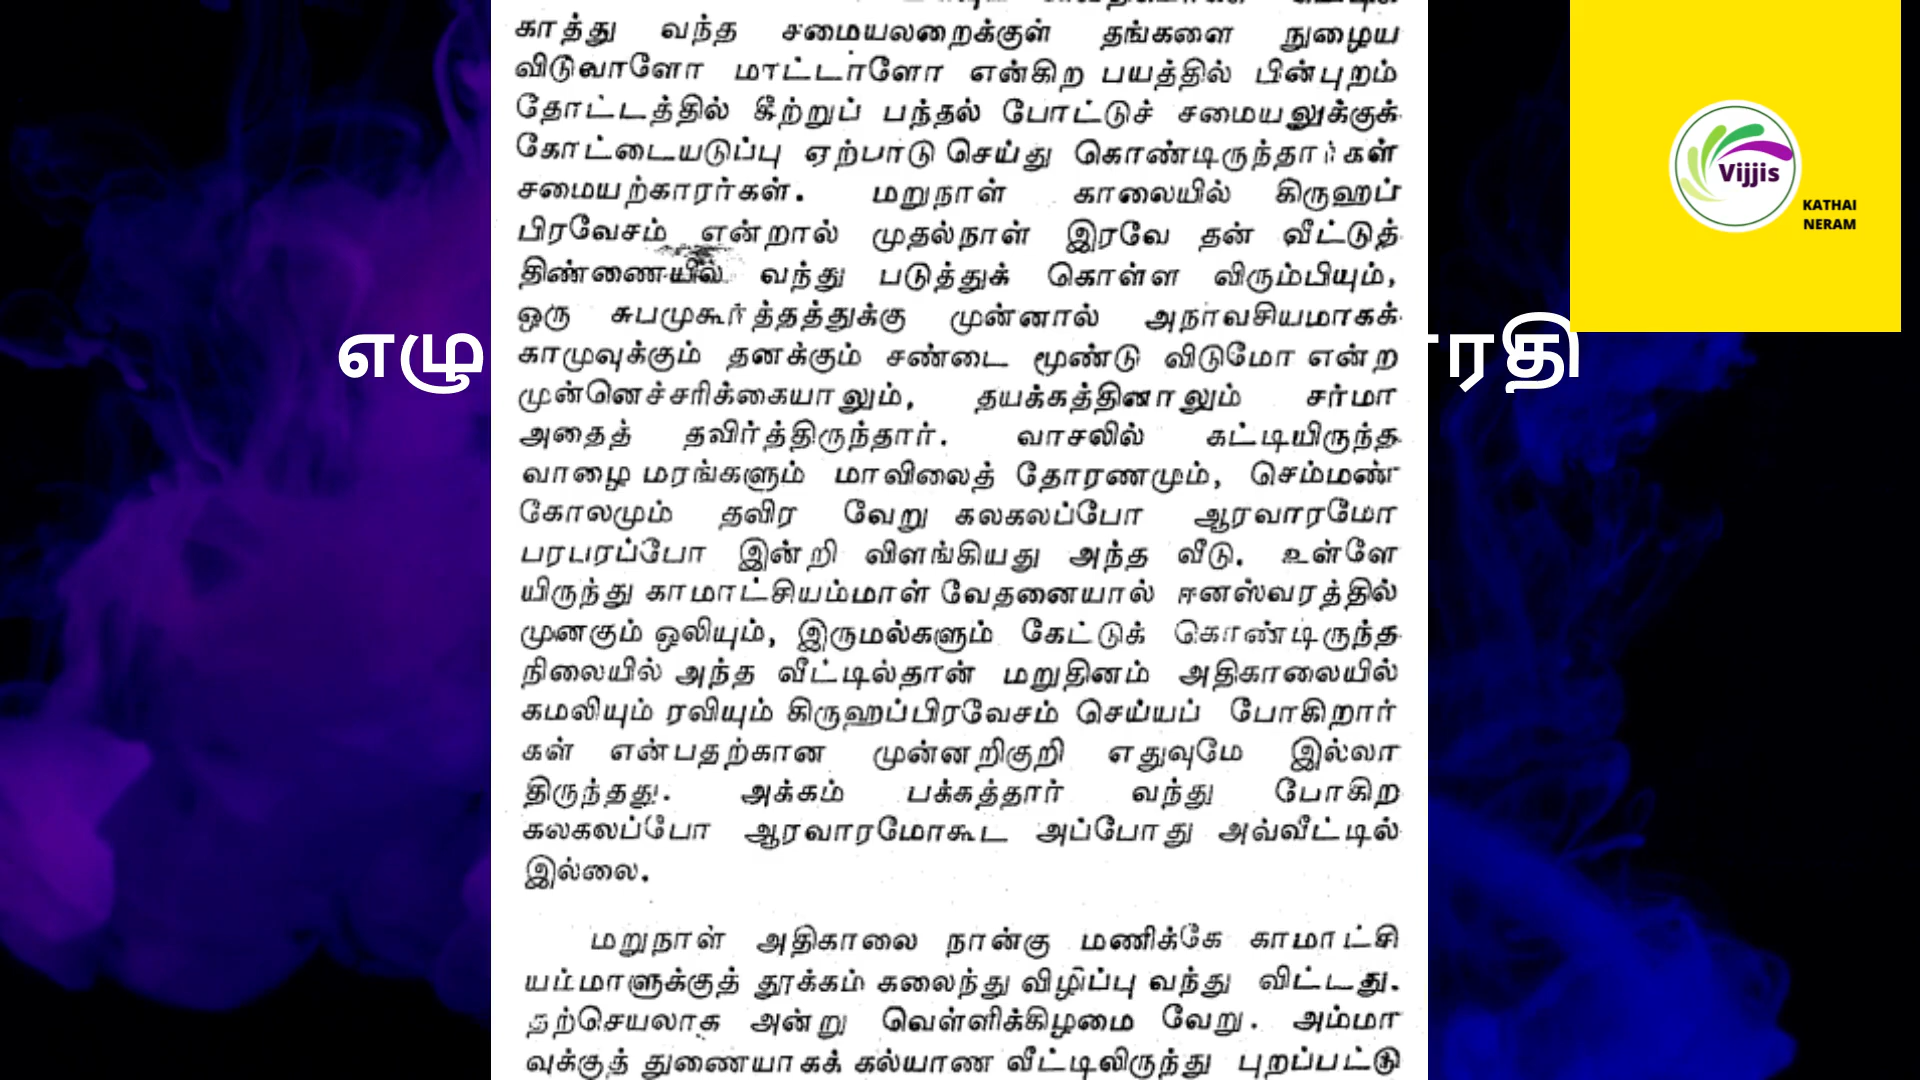 காத்து வந்த சமையலறைக்குள் தங்களை நுழைய
விடுவாளோ மாட்டாளோ என்கிற பயத்தில் பின்புறம்
தோட்டத்தில் கீற்றுப் பந்தல் போட்டுச் சமையலுக்குக்
கோட்டையடுப்பு ஏற்பாடு செய்து கொண்டிருந்தார்கள்
சமையற்காரர்கள். மறுநாள் காலையில் கிருஹப்
பிரவேசம் என்றால் முதல்நாள் இரவே தன் வீட்டுத்
திண்ணையில் வந்து படுத்துக் கொள்ள விரும்பியும்,
ஒரு சுபமுகூர்த்தத்துக்கு முன்னால் அநாவசியமாகக்
காமுவுக்கும் தனக்கும் சண்டை மூண்டு விடுமோ என்ற
முன்னெச்சரிக்கையாலும், தயக்கத்தினாலும் சர்மா
அதைத் தவிர்த்திருந்தார். வாசலில் கட்டியிருந்த
வாழை மரங்களும் மாவிலைத் தோரணமும், செம்மண்
கோலமும் தவிர வேறு கலகலப்போ ஆரவாரமோ
பரபரப்போ இன்றி விளங்கியது அந்த வீடு. உள்ளே
யிருந்து காமாட்சியம்மாள் வேதனையால் ஈனஸ்வரத்தில்
முனகும் ஒலியும், இருமல்களும் கேட்டுக் கொண்டிருந்த
நிலையில் அந்த வீட்டில்தான் மறுதினம் அதிகாலையில்
கமலியும் ரவியும் கிருஹப்பிரவேசம் செய்யப் போகிறார்
கள் என்பதற்கான முன்னறிகுறி எதுவுமே இல்லா
திருந்தது. அக்கம் பக்கத்தார் வந்து போகிற
கலகலப்போ ஆரவாரமோகூட அப்போது அவ்வீட்டில்
இல்லை.
மறுநாள் அதிகாலை நான்கு மணிக்கே காமாட்சி
யம்மாளுக்குத் தூக்கம் கலைந்து விழிப்பு வந்து விட்டது.
தற்செயலாக அன்று வெள்ளிக்கிழமை வேறு. அம்மா
வுக்குத் துணையாகக் கல்யாண வீட்டிலிருந்து புறப்பட்டு
எழு
ரதி
Vijjis
KATHAI
NERAM